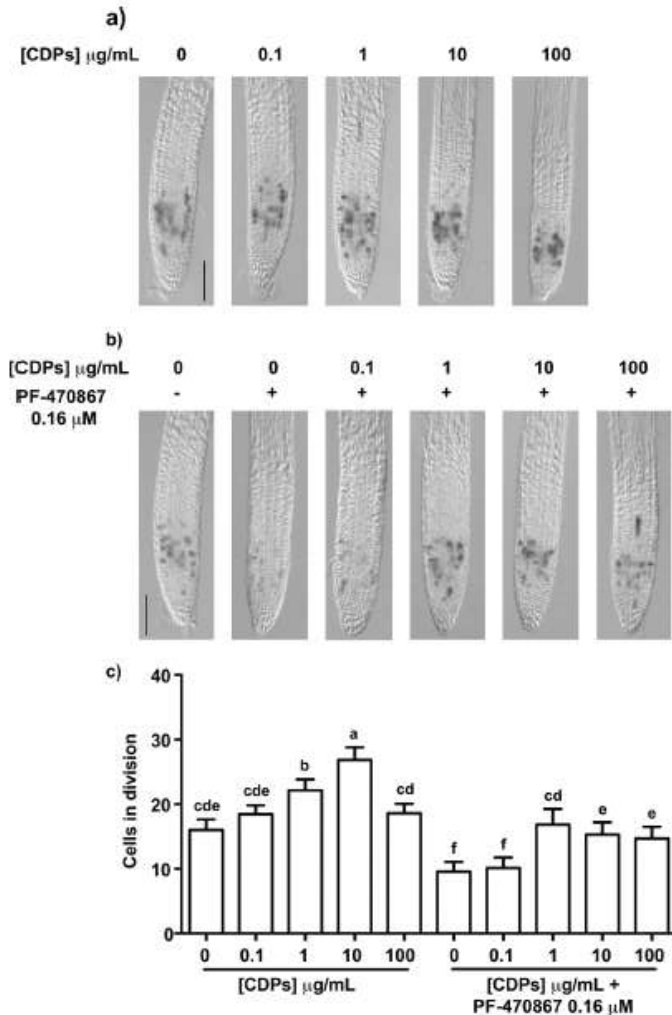 a)
[CDPs] μg/mL 0 0.1 1 10 100
b)
[CDPs] μg/mL 0 0 0.1 1 10 100
PF-470867 - + + + + +
0.16 μM
c)
40
30
20
10
0
Cells in division
cde cde b a cd f f cd e e
0 0.1 1 10 100 0 0.1 1 10 100
[CDPs] μg/mL [CDPs] μg/mL +
PF-470867 0.16 μM